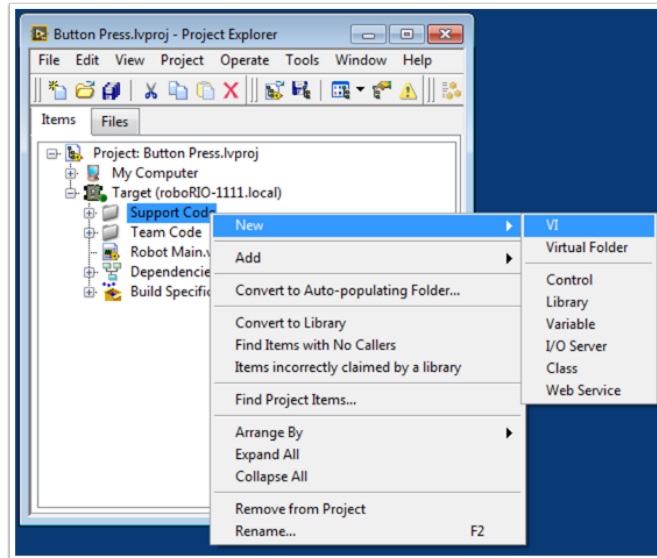 Button Press.lvproj - Project Explorer
File Edit View Project Operate Tools Window Help
Items Files
Project: Button Press.lvproj
My Computer
Target (roboRIO-1111.local)
Support Code
Team Code
Robot Main.v
Dependencie
Build Specific
New
Add
Convert to Auto-populating Folder...
Convert to Library
Find Items with No Callers
Items incorrectly claimed by a library
Find Project Items...
Arrange By
Expand All
Collapse All
Remove from Project
Rename... F2
VI
Virtual Folder
Control
Library
Variable
I/O Server
Class
Web Service